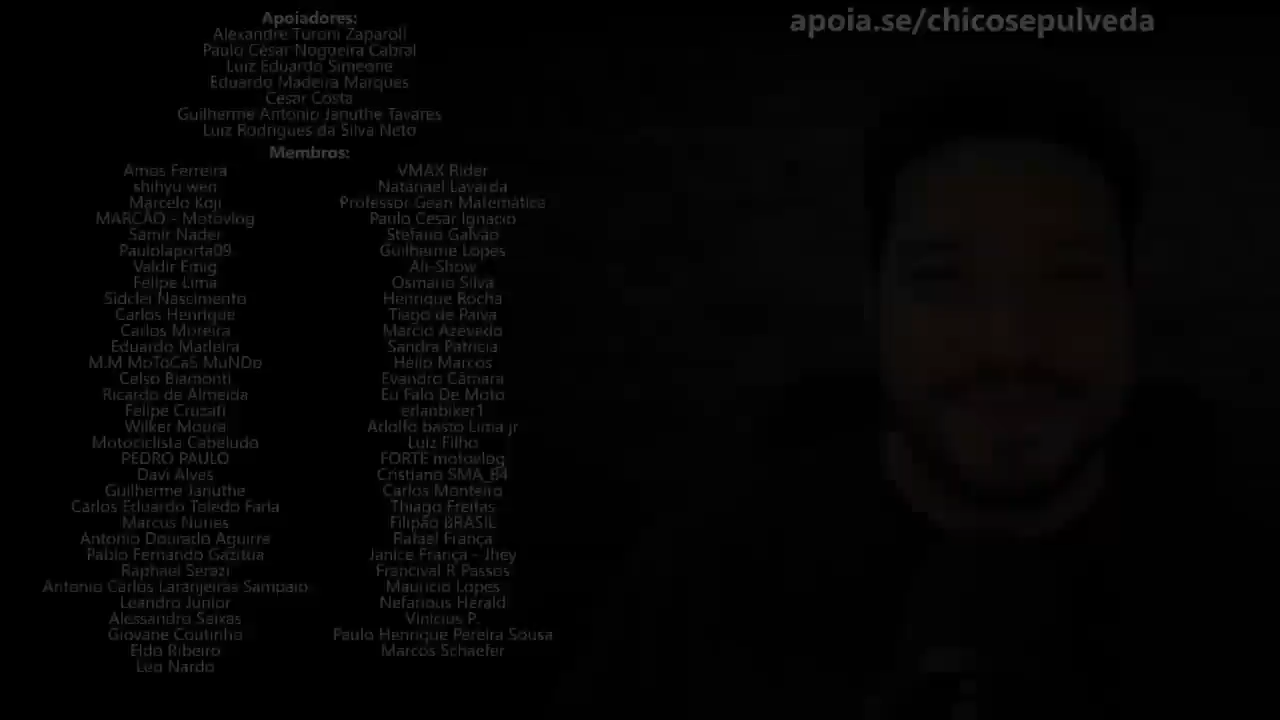 Apoiadores:
Alexandre Turoni Zaparoli
Paulo César Nogueira Cabral
Luiz Eduardo Simeone
Eduardo Madeira Marques
Cesar Costa
Guilherme Antonio Januthe Tavares
Luiz Rodrigues da Silva Neto
Membros:
Amos Ferreira
shihyu wen
Marcelo Koji
MARCÃO - Motovlog
Samir Nader
Paulolaporta09
Valdir Emig
Felipe Lima
Sidclei Nascimento
Carlos Henrique
Carlos Moreira
Eduardo Madeira
M.M MoToCaS MuNDo
Celso Biamonti
Ricardo de Almeida
Felipe Cruzati
Wilker Moura
Motociclista Cabeludo
PEDRO PAULO
Davi Alves
Guilherme Januthe
Carlos Eduardo Toledo Faria
Marcus Nunes
Antonio Dourado Aguirre
Pablo Fernando Gazitua
Raphael Serazi
Antonio Carlos Laranjeiras Sampaio
Leandro Junior
Alessandro Seixas
Giovane Coutinho
Eldo Ribeiro
Leo Nardo
VMAX Rider
Natanael Lavarda
Professor Gean Matemática
Paulo Cesar Ignacio
Stefano Galvão
Guilherme Lopes
Ali-Show
Osmario Silva
Henrique Rocha
Tiago de Paiva
Marcio Azevedo
Sandra Patricia
Helio Marcos
Evandro Câmara
Eu Falo De Moto
erlanbiker1
Adolfo basto Lima jr
Luiz Filho
FORTE motovlog
Cristiano SMA_84
Carlos Monteiro
Thiago Freitas
Filipão BRASIL
Rafael França
Janice França - Jhey
Francival R Passos
Mauricio Lopes
Nefarious Herald
Vinicius P.
Paulo Henrique Pereira Sousa
Marcos Schaefer
apoia.se/chicosepulveda